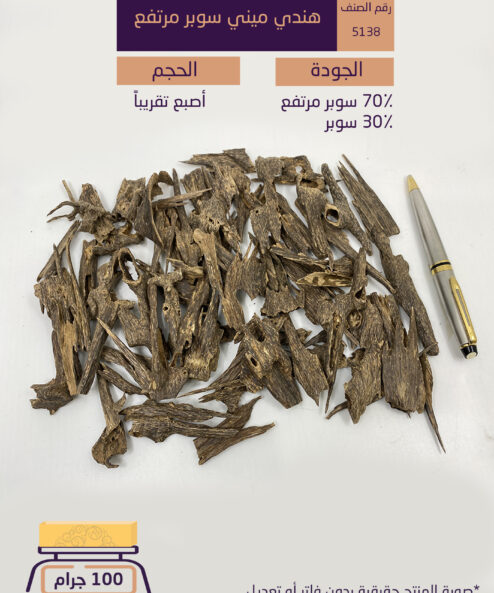 رقم الصنف
5138
هندي ميني سوبر مرتفع
الجودة
70٪ سوبر مرتفع
30٪ سوبر
الحجم
أصبع تقريباً
100 جرام
*صورة المنتج حقيقية بدون فلتر أو تعديل